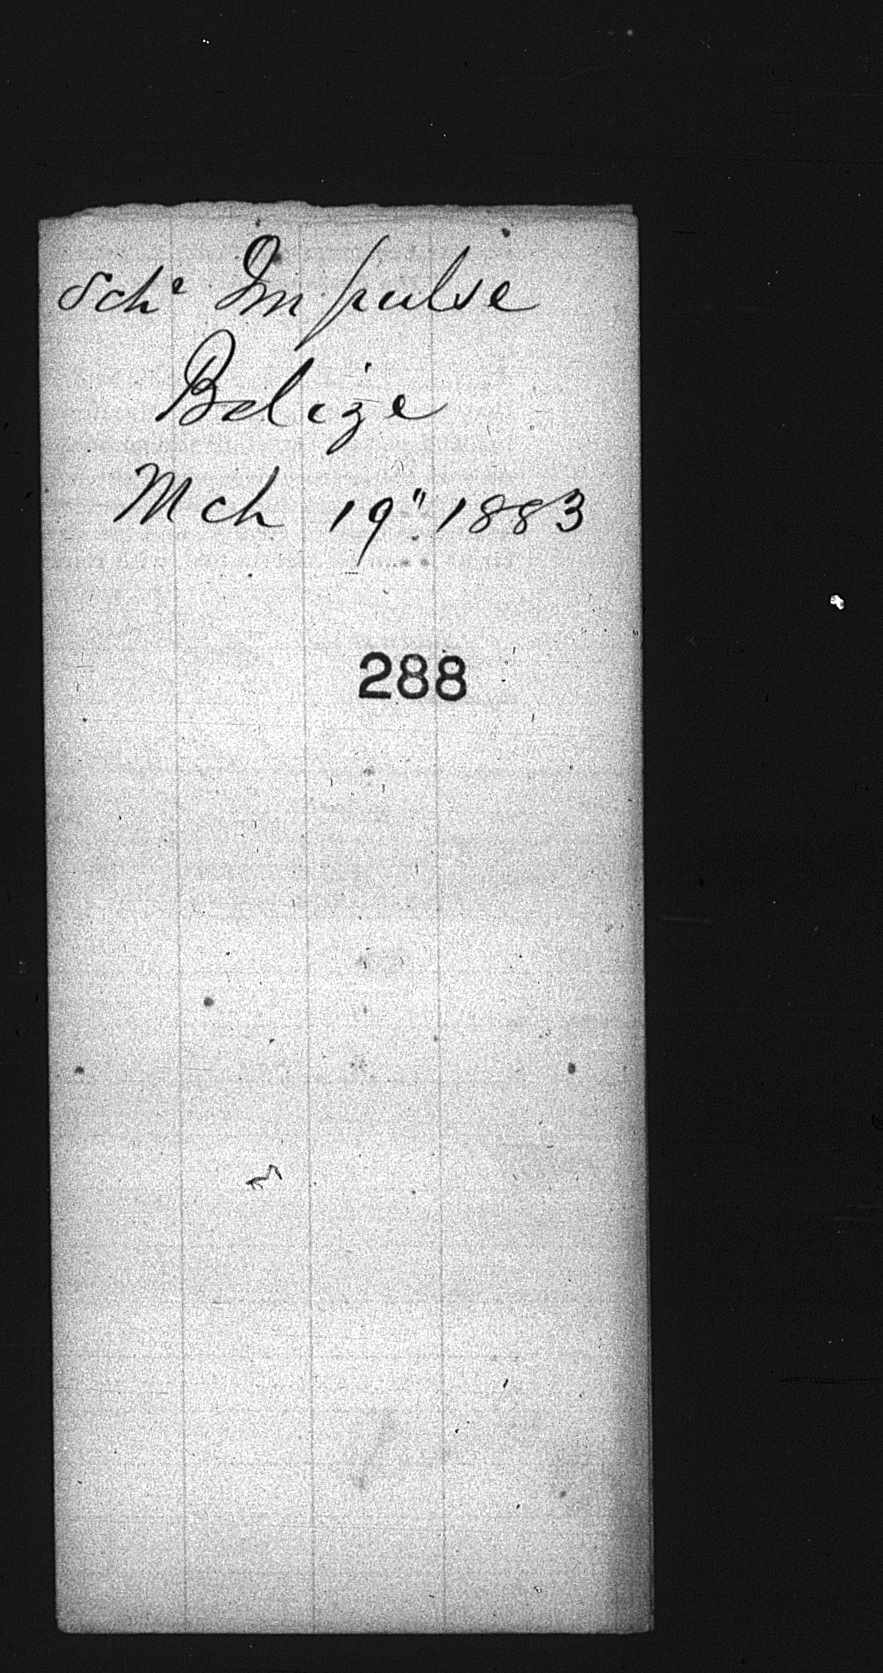 Schr Impulse
Belize
Mch 19" 1883
288